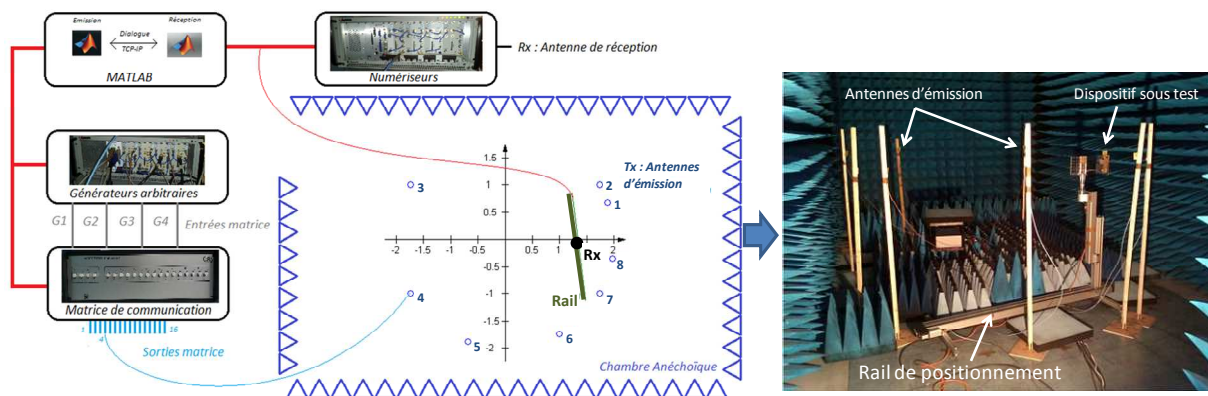 Emission
Réception
Dialogue
TCP-IP
MATLAB
Numériseurs
Rx : Antenne de réception
Générateurs arbitraires
G1 G2 G3 G4 Entrées matrice
Matrice de communication
1
4
16
Sorties matrice
1.5
1
0.5
-0.5
-1
-1.5
-2
-2 -1.5 -1 -0.5 0 0.5 1 1.5 2
Tx : Antennes
d'émission
3
2
1
8
7
6
5
4
Rx
Rail
Chambre Anéchoïque
Antennes d'émission
Dispositif sous test
Rail de positionnement